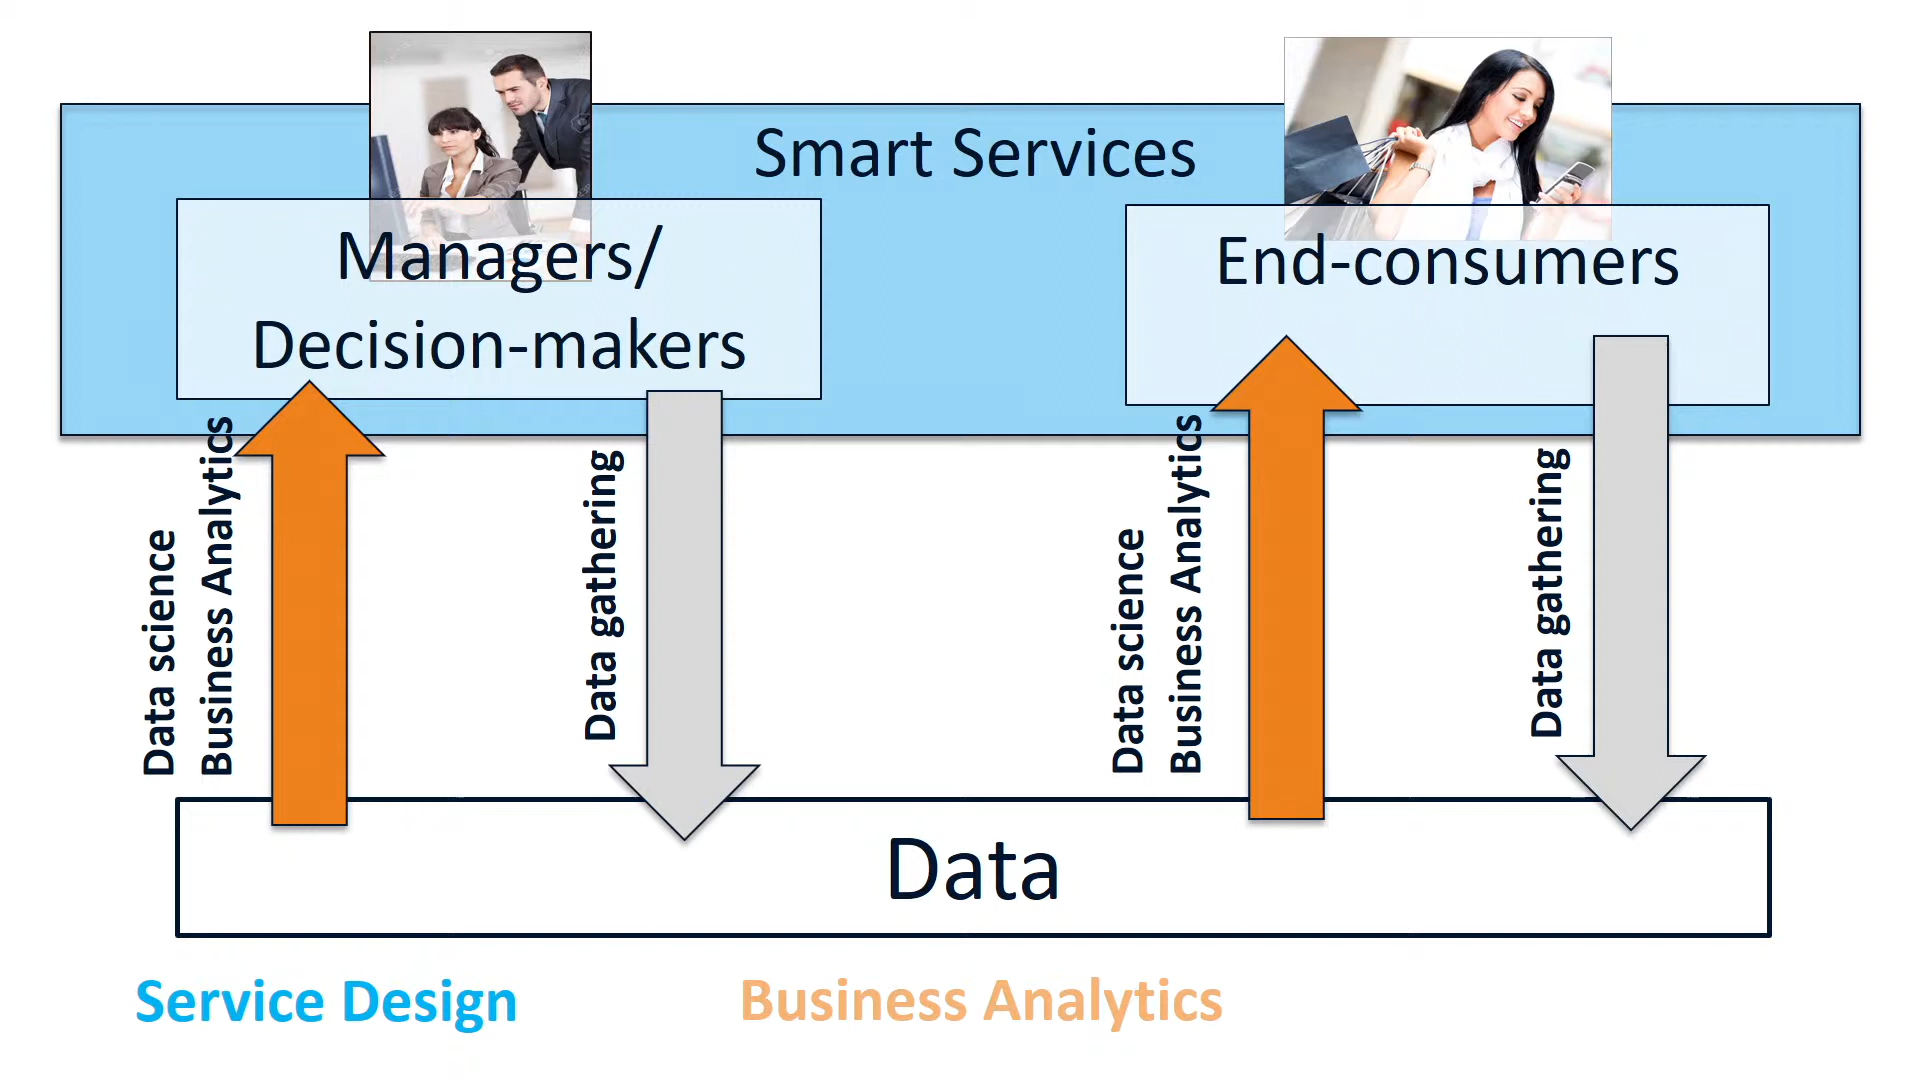 Smart Services
Managers/
Decision-makers
End-consumers
Data science
Business Analytics
Data gathering
Data science
Business Analytics
Data gathering
Data
Service Design
Business Analytics